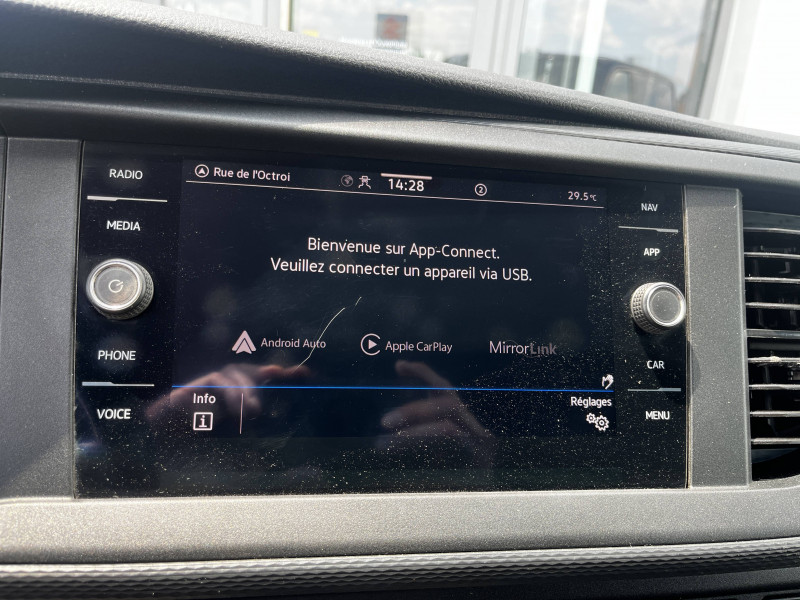 RADIO
MEDIA
PHONE
VOICE
Rue de l'Octroi
14:28
2
29.5°C
Bienvenue sur App-Connect.
Veuillez connecter un appareil via USB.
Android Auto
Apple CarPlay
MirrorLink
Info
i
Réglages
NAV
APP
CAR
MENU